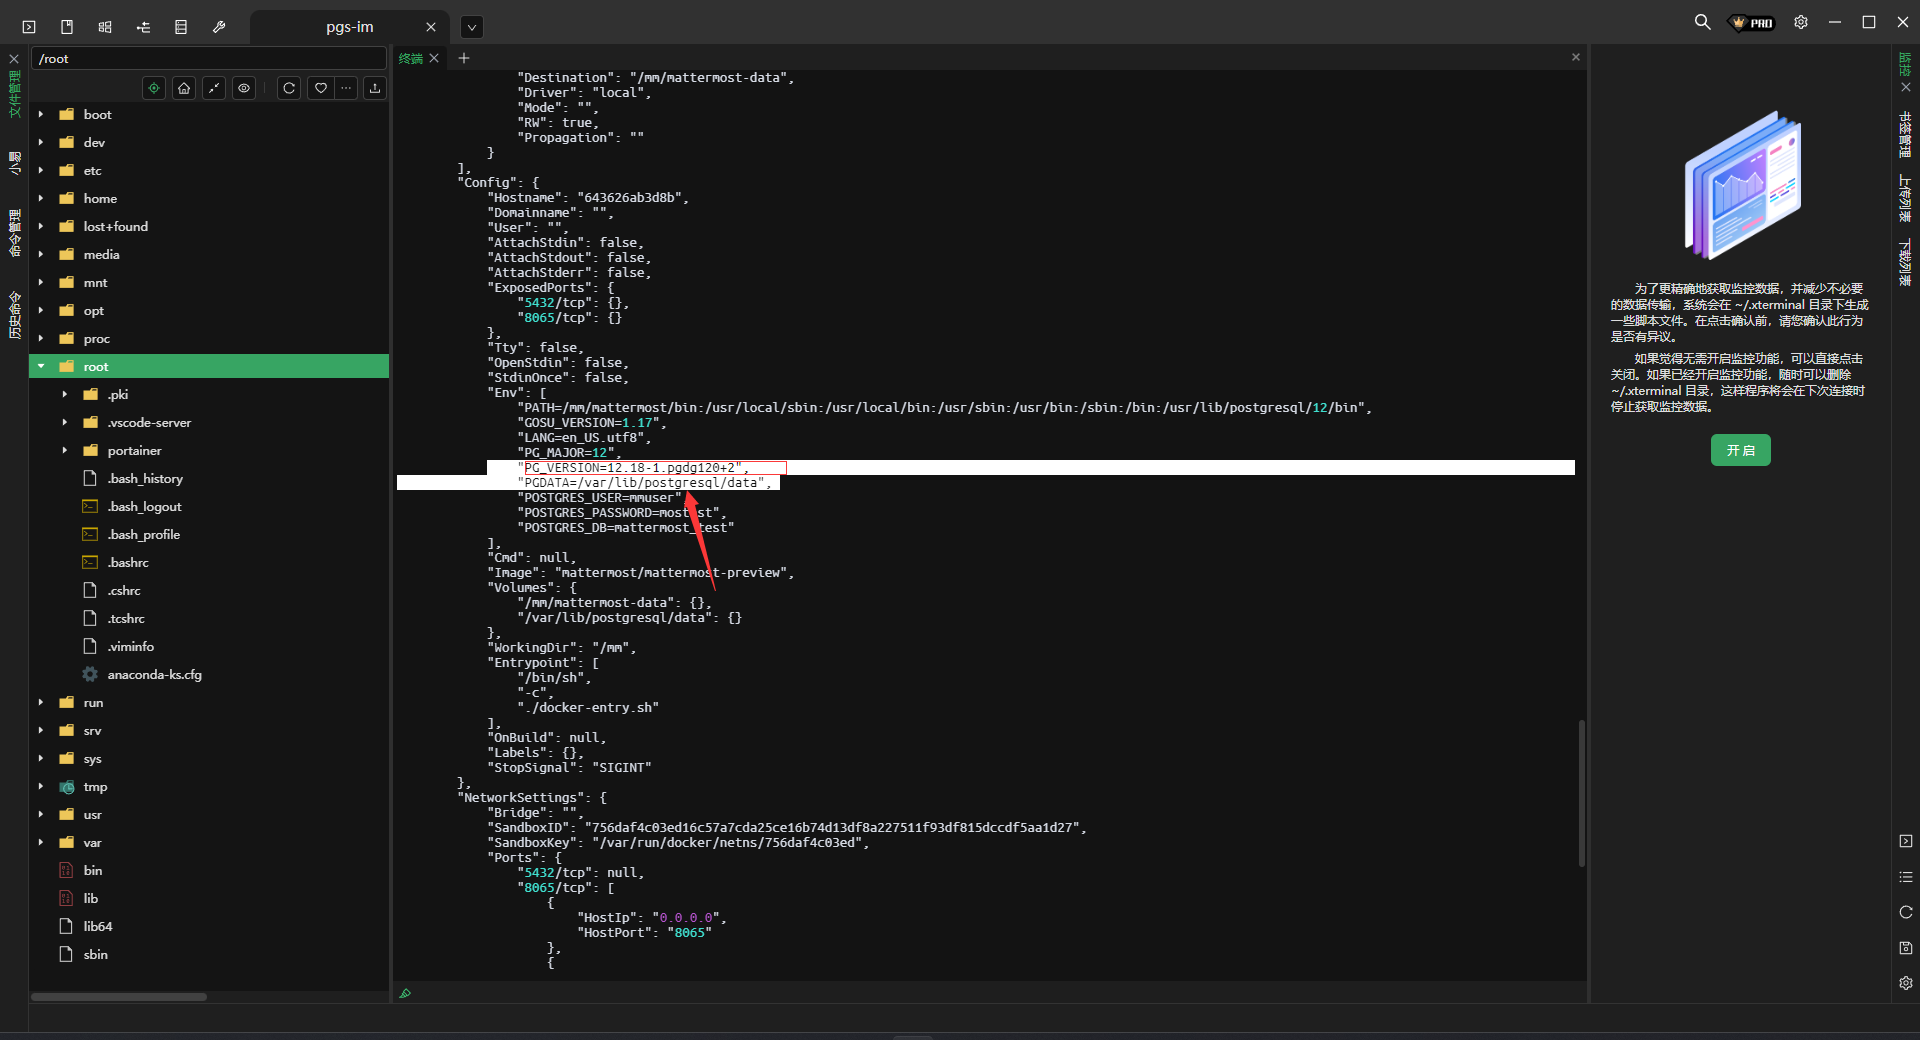 pgs-im
PRO
文件管理
小易
命令管理
历史命令
/root
boot
dev
etc
home
lost+found
media
mnt
opt
proc
root
.pki
.vscode-server
portainer
.bash_history
.bash_logout
.bash_profile
.bashrc
.cshrc
.tcshrc
.viminfo
anaconda-ks.cfg
run
srv
sys
tmp
usr
var
bin
lib
lib64
sbin
终端
"Destination": "/mm/mattermost-data",
"Driver": "local",
"Mode": "",
"RW": true,
"Propagation": ""
}
],
"Config": {
"Hostname": "643626ab3d8b",
"Domainname": "",
"User": "",
"AttachStdin": false,
"AttachStdout": false,
"AttachStderr": false,
"ExposedPorts": {
"5432/tcp": {},
"8065/tcp": {}
},
"Tty": false,
"OpenStdin": false,
"StdinOnce": false,
"Env": [
"PATH=/mm/mattermost/bin:/usr/local/sbin:/usr/local/bin:/usr/sbin:/usr/bin:/sbin:/bin:/usr/lib/postgresql/12/bin",
"GOSU_VERSION=1.17",
"LANG=en_US.utf8",
"PG_MAJOR=12",
"PG_VERSION=12.18-1.pgdg120+2",
"PGDATA=/var/lib/postgresql/data",
"POSTGRES_USER=mmuser"
"POSTGRES_PASSWORD=mostest",
"POSTGRES_DB=mattermost_test"
],
"Cmd": null,
"Image": "mattermost/mattermost-preview",
"Volumes": {
"/mm/mattermost-data": {},
"/var/lib/postgresql/data": {}
},
"WorkingDir": "/mm",
"Entrypoint": [
"/bin/sh",
"-c",
"./docker-entry.sh"
],
"OnBuild": null,
"Labels": {},
"StopSignal": "SIGINT"
},
"NetworkSettings": {
"Bridge": "",
"SandboxID": "756daf4c03ed16c57a7cda25ce16b74d13df8a227511f93df815dccdf5aa1d27",
"SandboxKey": "/var/run/docker/netns/756daf4c03ed",
"Ports": {
"5432/tcp": null,
"8065/tcp": [
{
"HostIp": "0.0.0.0",
"HostPort": "8065"
},
{
为了更精确地获取监控数据，并减少不必要
的数据传输，系统会在 ~/.xterminal 目录下生成
一些脚本文件。在点击确认前，请您确认此行为
是否有异议。
如果觉得无需开启监控功能，可以直接点击
关闭。如果已经开启监控功能，随时可以删除
~/.xterminal 目录，这样程序将会在下次连接时
停止获取监控数据。
开启
监控
书签管理
上传列表
下载列表